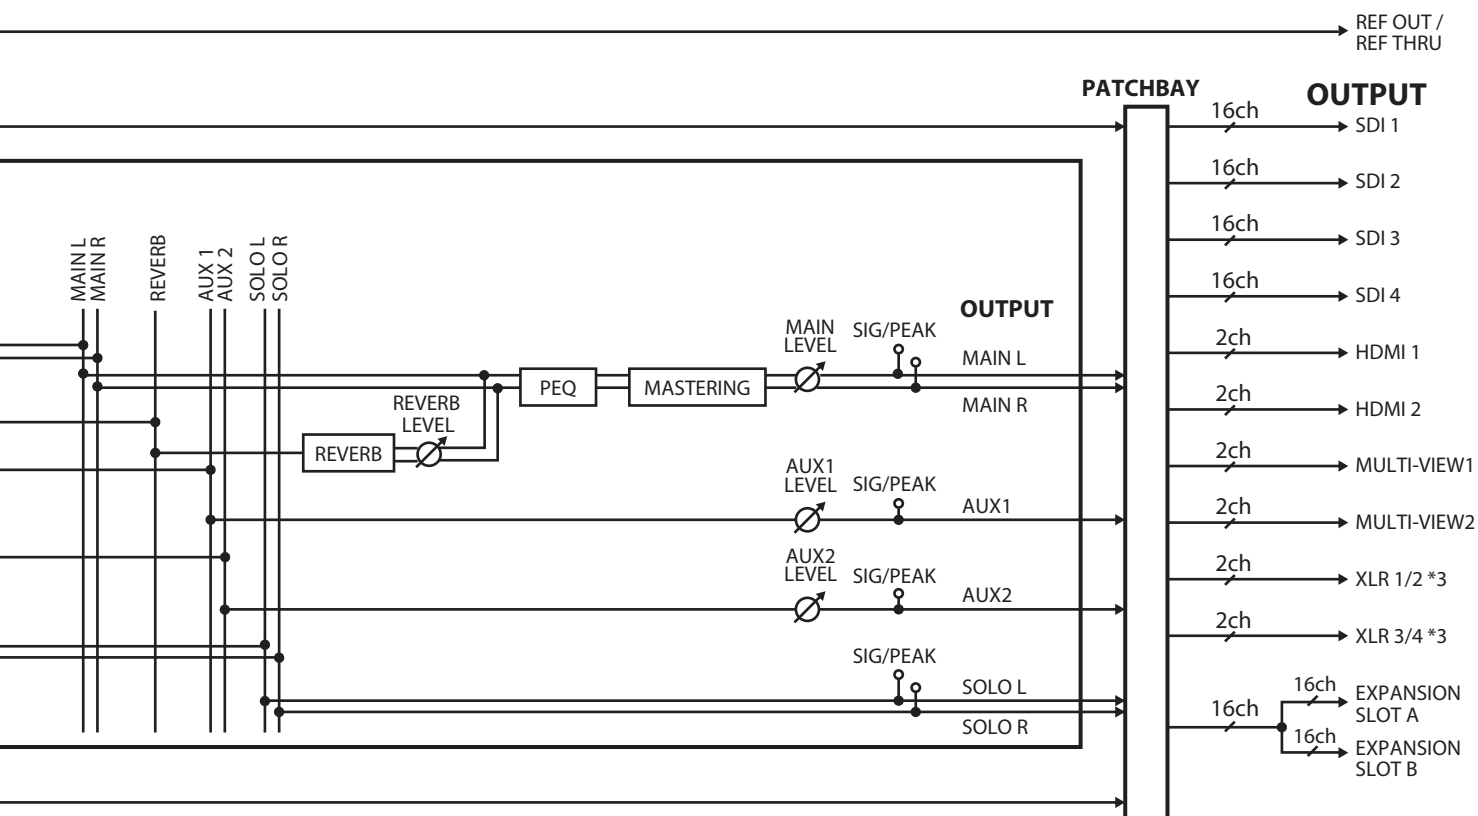 REF OUT /
REF THRU
PATCHBAY
OUTPUT
16ch
SDI 1
16ch
SDI 2
16ch
SDI 3
16ch
SDI 4
2ch
HDMI 1
2ch
HDMI 2
2ch
MULTI-VIEW1
2ch
MULTI-VIEW2
2ch
XLR 1/2 *3
2ch
XLR 3/4 *3
16ch
16ch
EXPANSION
SLOT A
16ch
EXPANSION
SLOT B
MAIN L
MAIN R
REVERB
AUX 1
AUX 2
SOLO L
SOLO R
OUTPUT
MAIN
LEVEL
SIG/PEAK
MAIN L
PEQ
MASTERING
MAIN R
REVERB
LEVEL
REVERB
AUX1
LEVEL
SIG/PEAK
AUX1
AUX2
LEVEL
SIG/PEAK
AUX2
SIG/PEAK
SOLO L
SOLO R